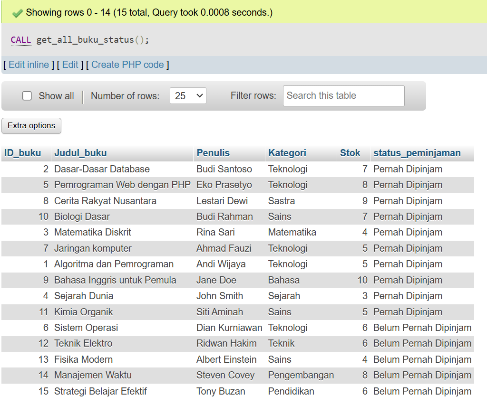 Showing rows 0 - 14 (15 total, Query took 0.0008 seconds.)
CALL get_all_buku_status();
[ Edit inline ] [ Edit ] [ Create PHP code ]
Show all Number of rows: 25 Filter rows: Search this table
Extra options
ID_buku Judul_buku Penulis Kategori Stok status_peminjaman
2 Dasar-Dasar Database Budi Santoso Teknologi 7 Pernah Dipinjam
5 Pemrograman Web dengan PHP Eko Prasetyo Teknologi 8 Pernah Dipinjam
8 Cerita Rakyat Nusantara Lestari Dewi Sastra 9 Pernah Dipinjam
10 Biologi Dasar Budi Rahman Sains 7 Pernah Dipinjam
3 Matematika Diskrit Rina Sari Matematika 4 Pernah Dipinjam
7 Jaringan komputer Ahmad Fauzi Teknologi 5 Pernah Dipinjam
1 Algoritma dan Pemrograman Andi Wijaya Teknologi 5 Pernah Dipinjam
9 Bahasa Inggris untuk Pemula Jane Doe Bahasa 10 Pernah Dipinjam
4 Sejarah Dunia John Smith Sejarah 3 Pernah Dipinjam
11 Kimia Organik Siti Aminah Sains 5 Pernah Dipinjam
6 Sistem Operasi Dian Kurniawan Teknologi 6 Belum Pernah Dipinjam
12 Teknik Elektro Ridwan Hakim Teknik 6 Belum Pernah Dipinjam
13 Fisika Modern Albert Einstein Sains 4 Belum Pernah Dipinjam
14 Manajemen Waktu Steven Covey Pengembangan 8 Belum Pernah Dipinjam
15 Strategi Belajar Efektif Tony Buzan Pendidikan 6 Belum Pernah Dipinjam